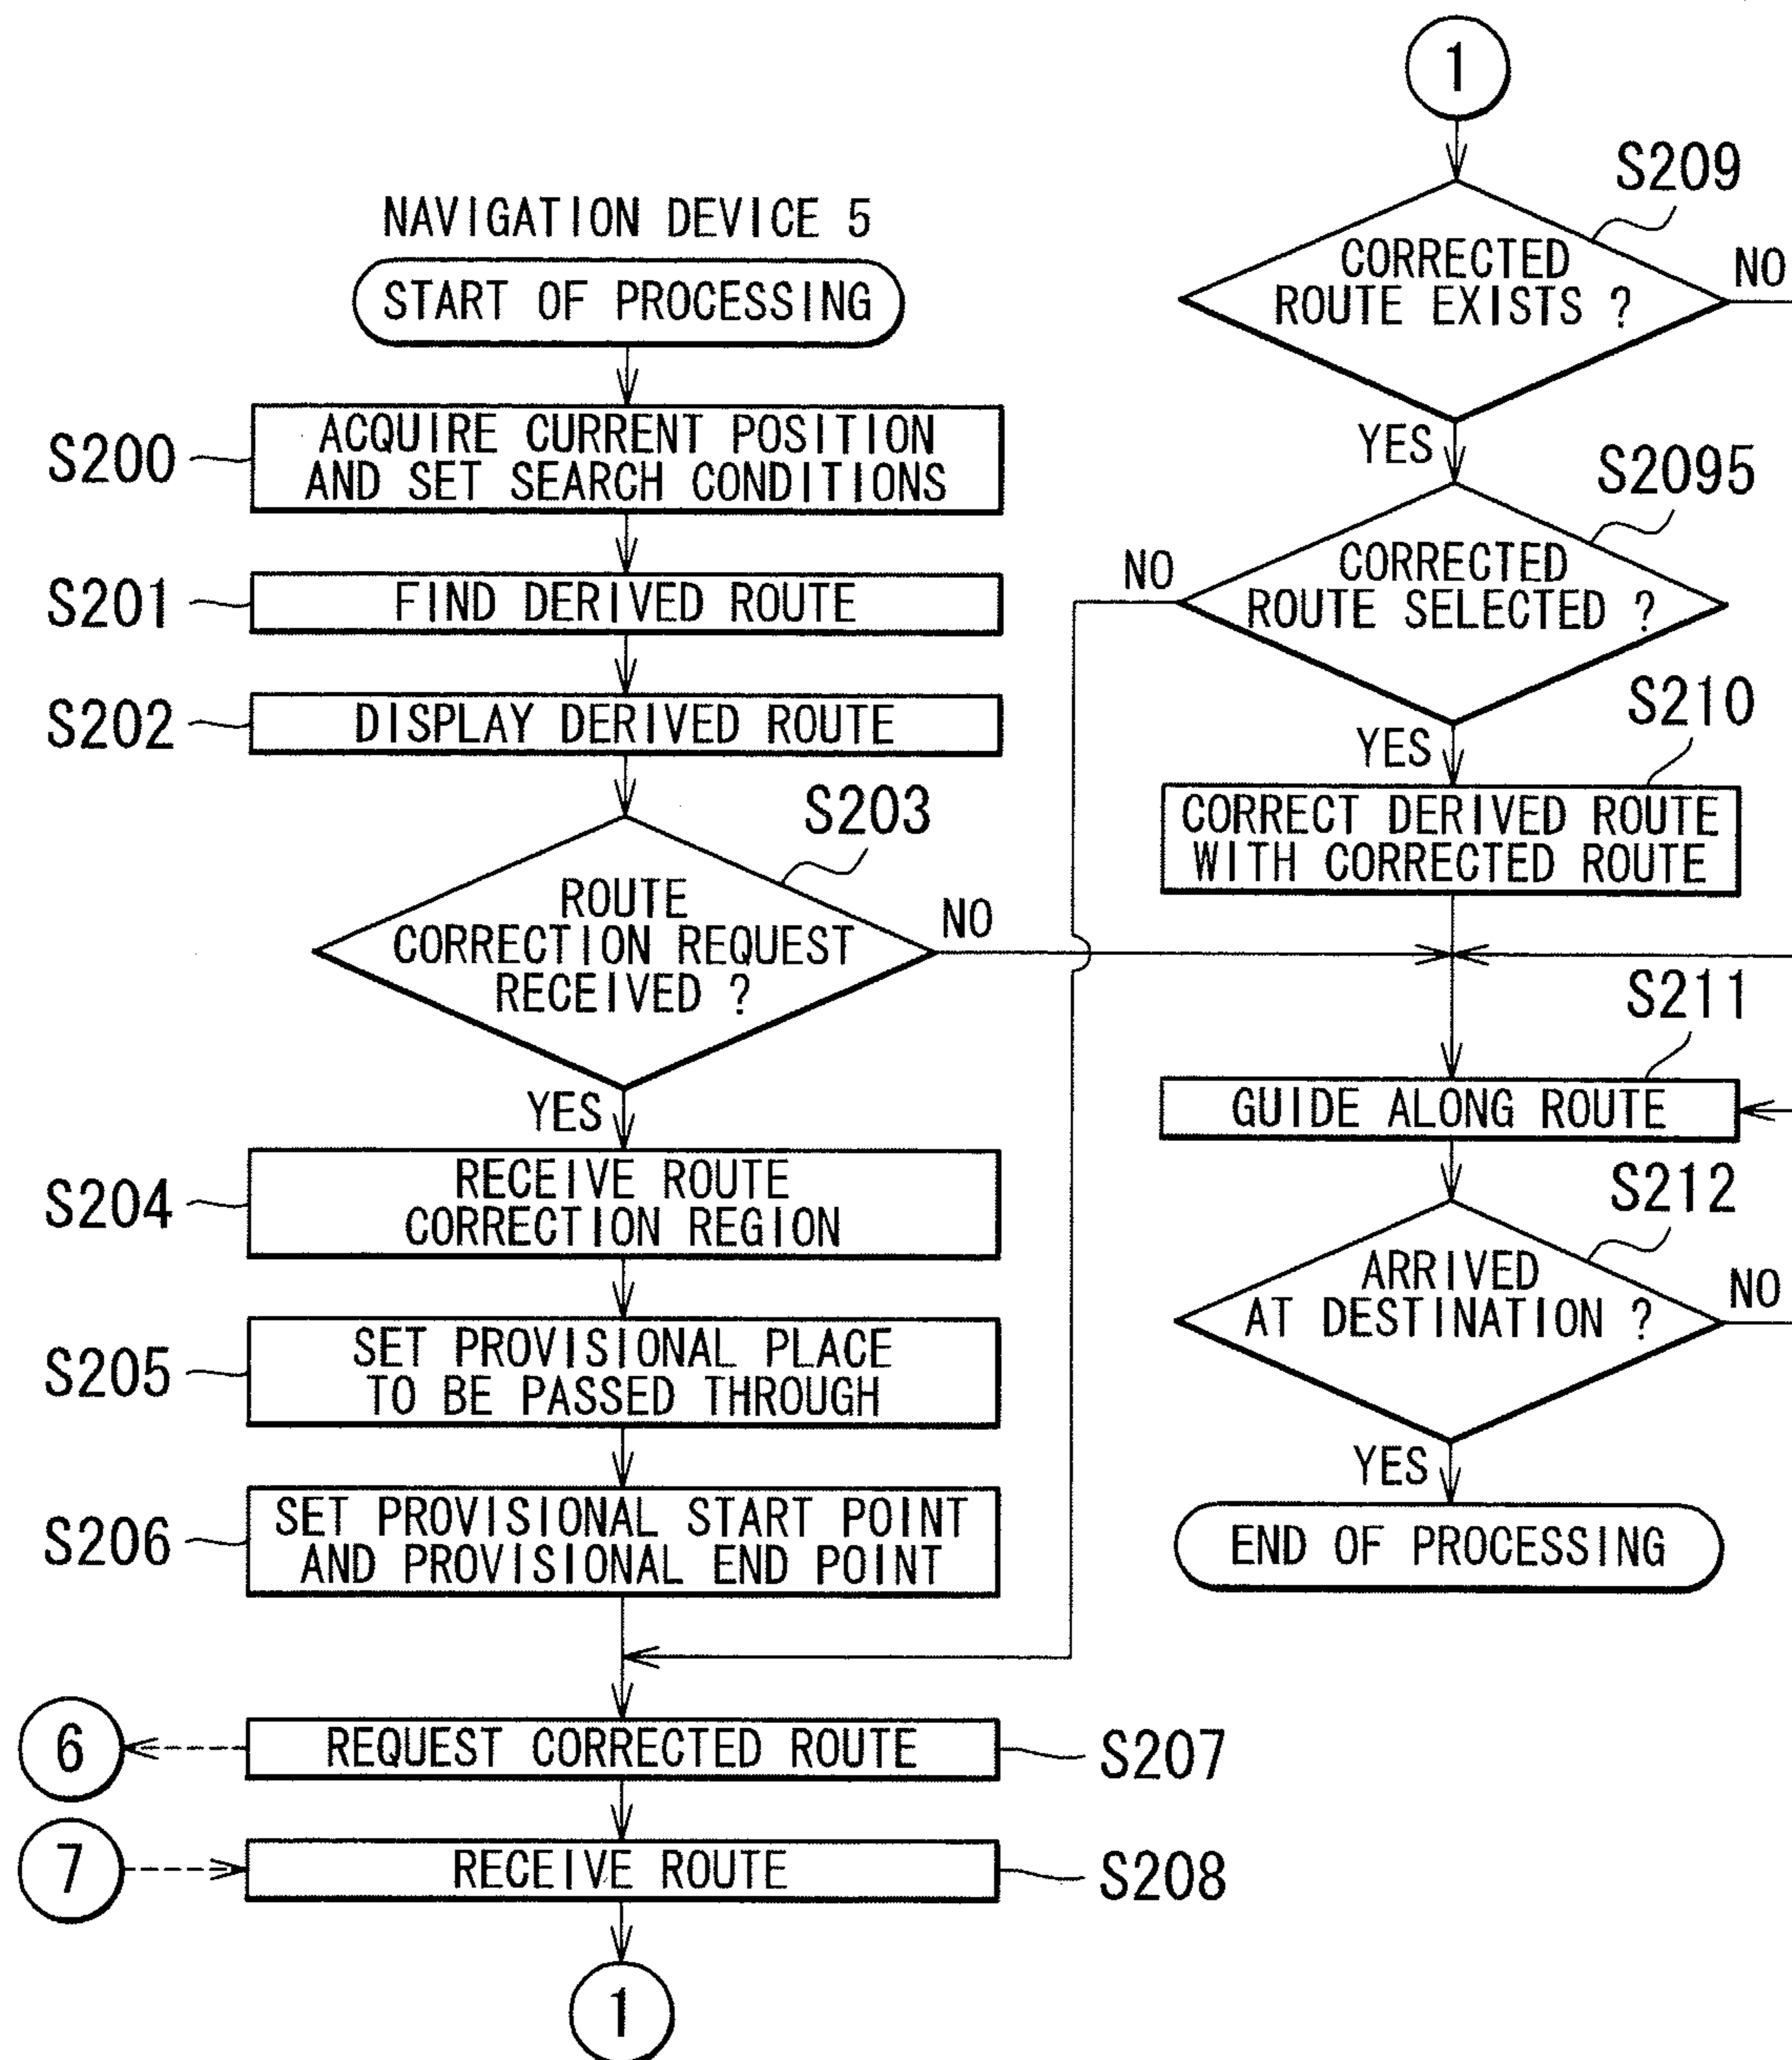 NAVIGATION DEVICE 5
START OF PROCESSING
S200
ACQUIRE CURRENT POSITION
AND SET SEARCH CONDITIONS
S201
FIND DERIVED ROUTE
S202
DISPLAY DERIVED ROUTE
S203
ROUTE
CORRECTION REQUEST
RECEIVED ?
NO
YES
S204
RECEIVE ROUTE
CORRECTION REGION
S205
SET PROVISIONAL PLACE
TO BE PASSED THROUGH
S206
SET PROVISIONAL START POINT
AND PROVISIONAL END POINT
6
REQUEST CORRECTED ROUTE
S207
7
RECEIVE ROUTE
S208
1
1
S209
CORRECTED
ROUTE EXISTS ?
NO
YES
S2095
CORRECTED
ROUTE SELECTED ?
NO
YES
S210
CORRECT DERIVED ROUTE
WITH CORRECTED ROUTE
S211
GUIDE ALONG ROUTE
S212
ARRIVED
AT DESTINATION ?
NO
YES
END OF PROCESSING